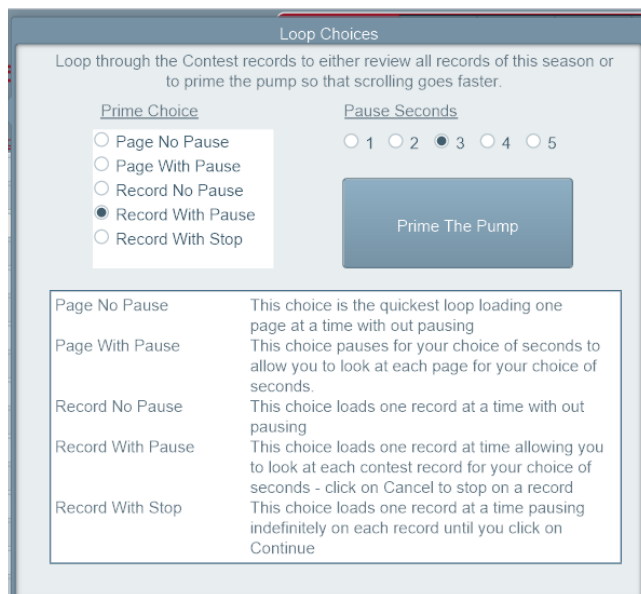 Loop Choices
Loop through the Contest records to either review all records of this season or
to prime the pump so that scrolling goes faster.
Prime Choice
Page No Pause
Page With Pause
Record No Pause
Record With Pause
Record With Stop
Pause Seconds
1 2 3 4 5
Prime The Pump
Page No Pause This choice is the quickest loop loading one
page at a time with out pausing
Page With Pause This choice pauses for your choice of seconds to
allow you to look at each page for your choice of
seconds.
Record No Pause This choice loads one record at a time with out
pausing
Record With Pause This choice loads one record at time allowing you
to look at each contest record for your choice of
seconds - click on Cancel to stop on a record
Record With Stop This choice loads one record at a time pausing
indefinitely on each record until you click on
Continue